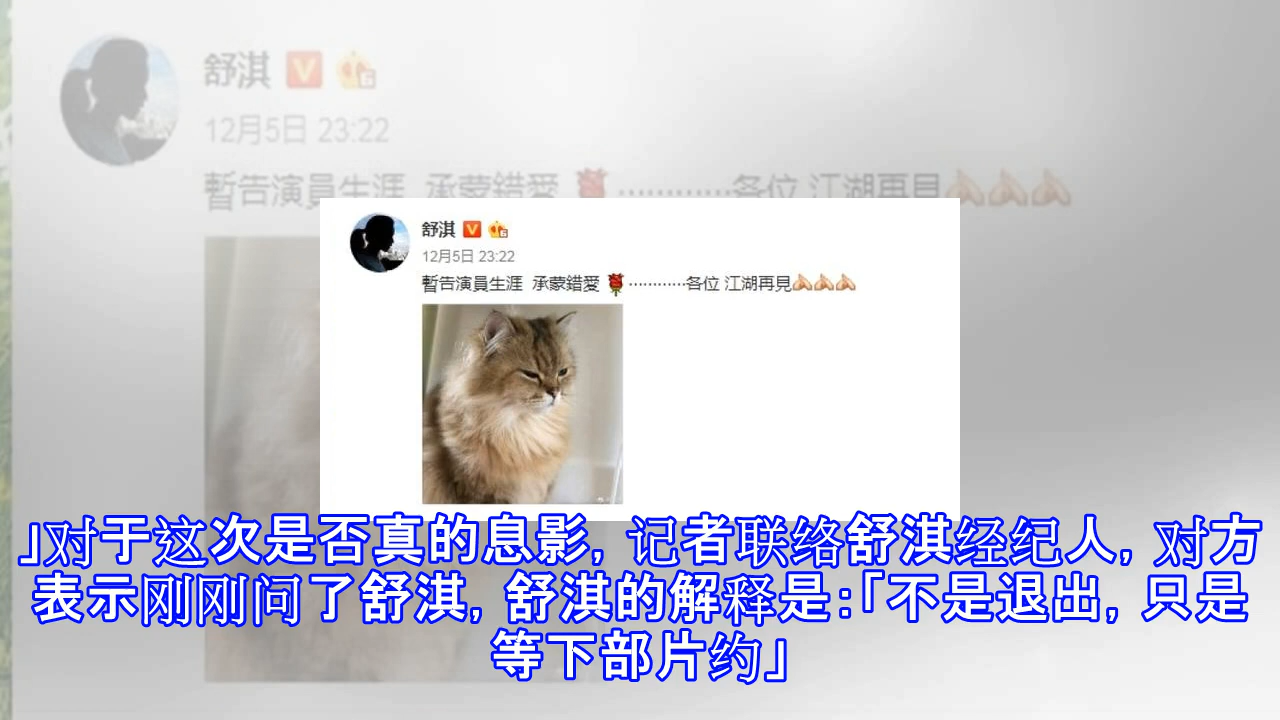 舒淇
12月5日 23:22
暫告演員生涯 承蒙錯愛 …………各位 江湖再見
舒淇
12月5日 23:22
暫告演員生涯 承蒙錯愛 …………各位 江湖再見
」对于这次是否真的息影, 记者联络舒淇经纪人, 对方
表示刚刚问了舒淇, 舒淇的解释是:「不是退出, 只是
等下部片约」